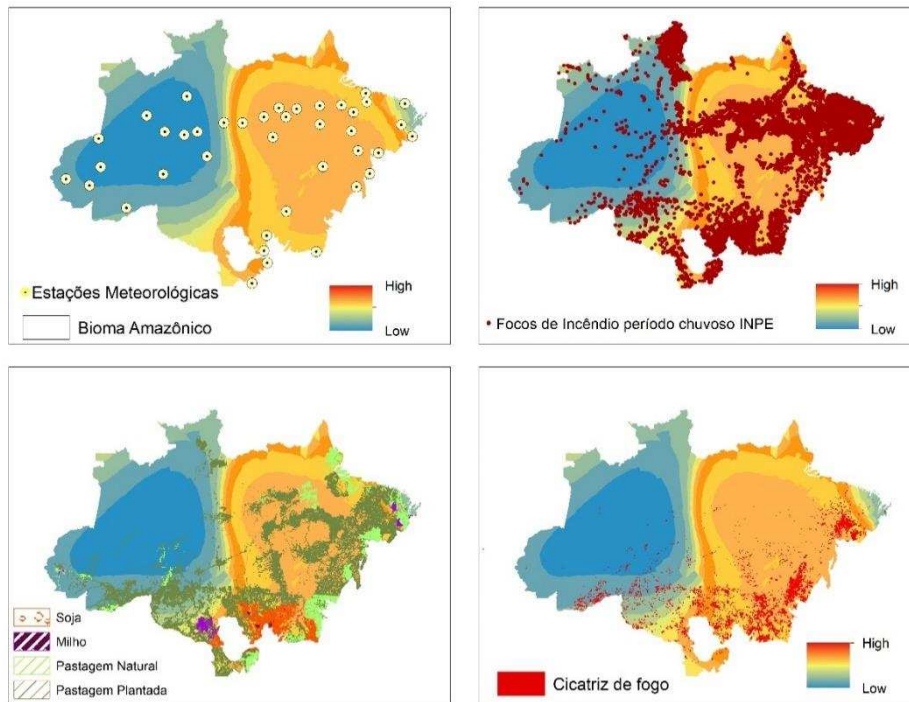 Estações Meteorológicas
Bioma Amazônico
High
Low
Focos de Incêndio período chuvoso INPE
High
Low
Soja
Milho
Pastagem Natural
Pastagem Plantada
Cicatriz de fogo
High
Low